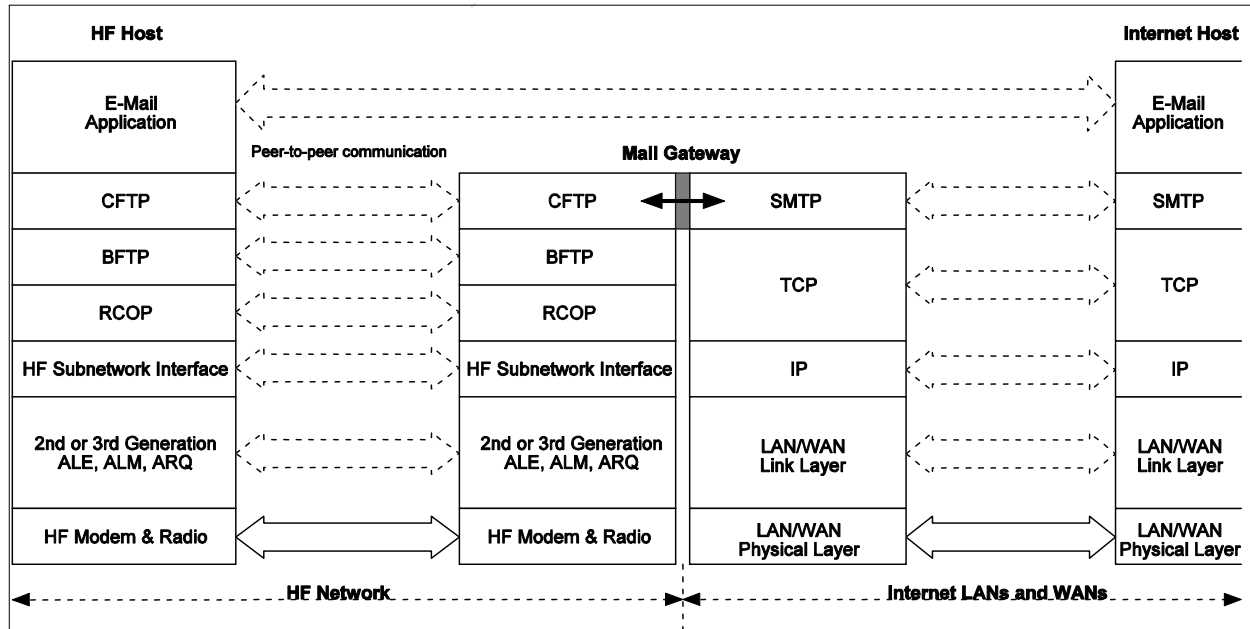 HF Host
Internet Host
E-Mail
Application
E-Mail
Application
Peer-to-peer communication
Mail Gateway
CFTP
CFTP
SMTP
SMTP
BFTP
BFTP
TCP
TCP
RCOP
RCOP
HF Subnetwork Interface
HF Subnetwork Interface
IP
IP
2nd or 3rd Generation
ALE, ALM, ARQ
2nd or 3rd Generation
ALE, ALM, ARQ
LAN/WAN
Link Layer
LAN/WAN
Link Layer
HF Modem & Radio
HF Modem & Radio
LAN/WAN
Physical Layer
LAN/WAN
Physical Layer
HF Network
Internet LANs and WANs